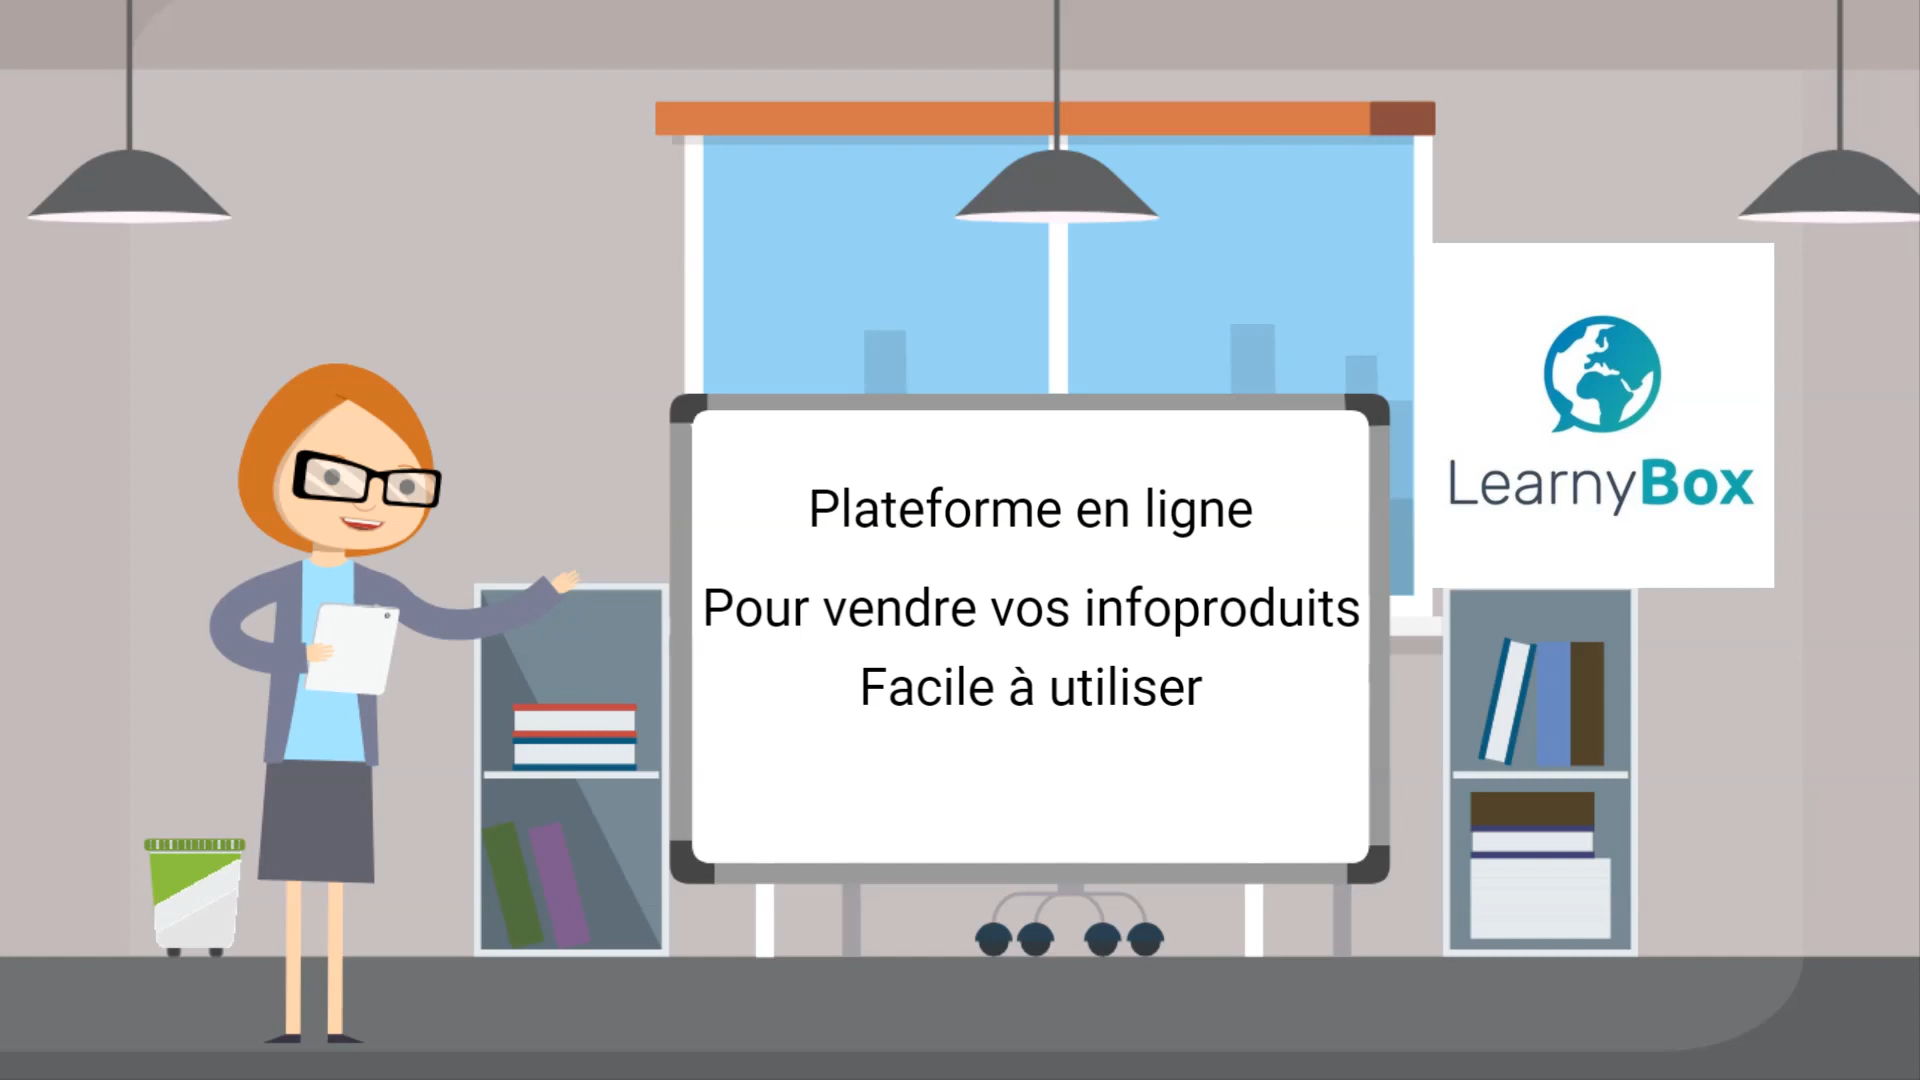 Plateforme en ligne
Pour vendre vos infoproduits
Facile à utiliser
LearnyBox